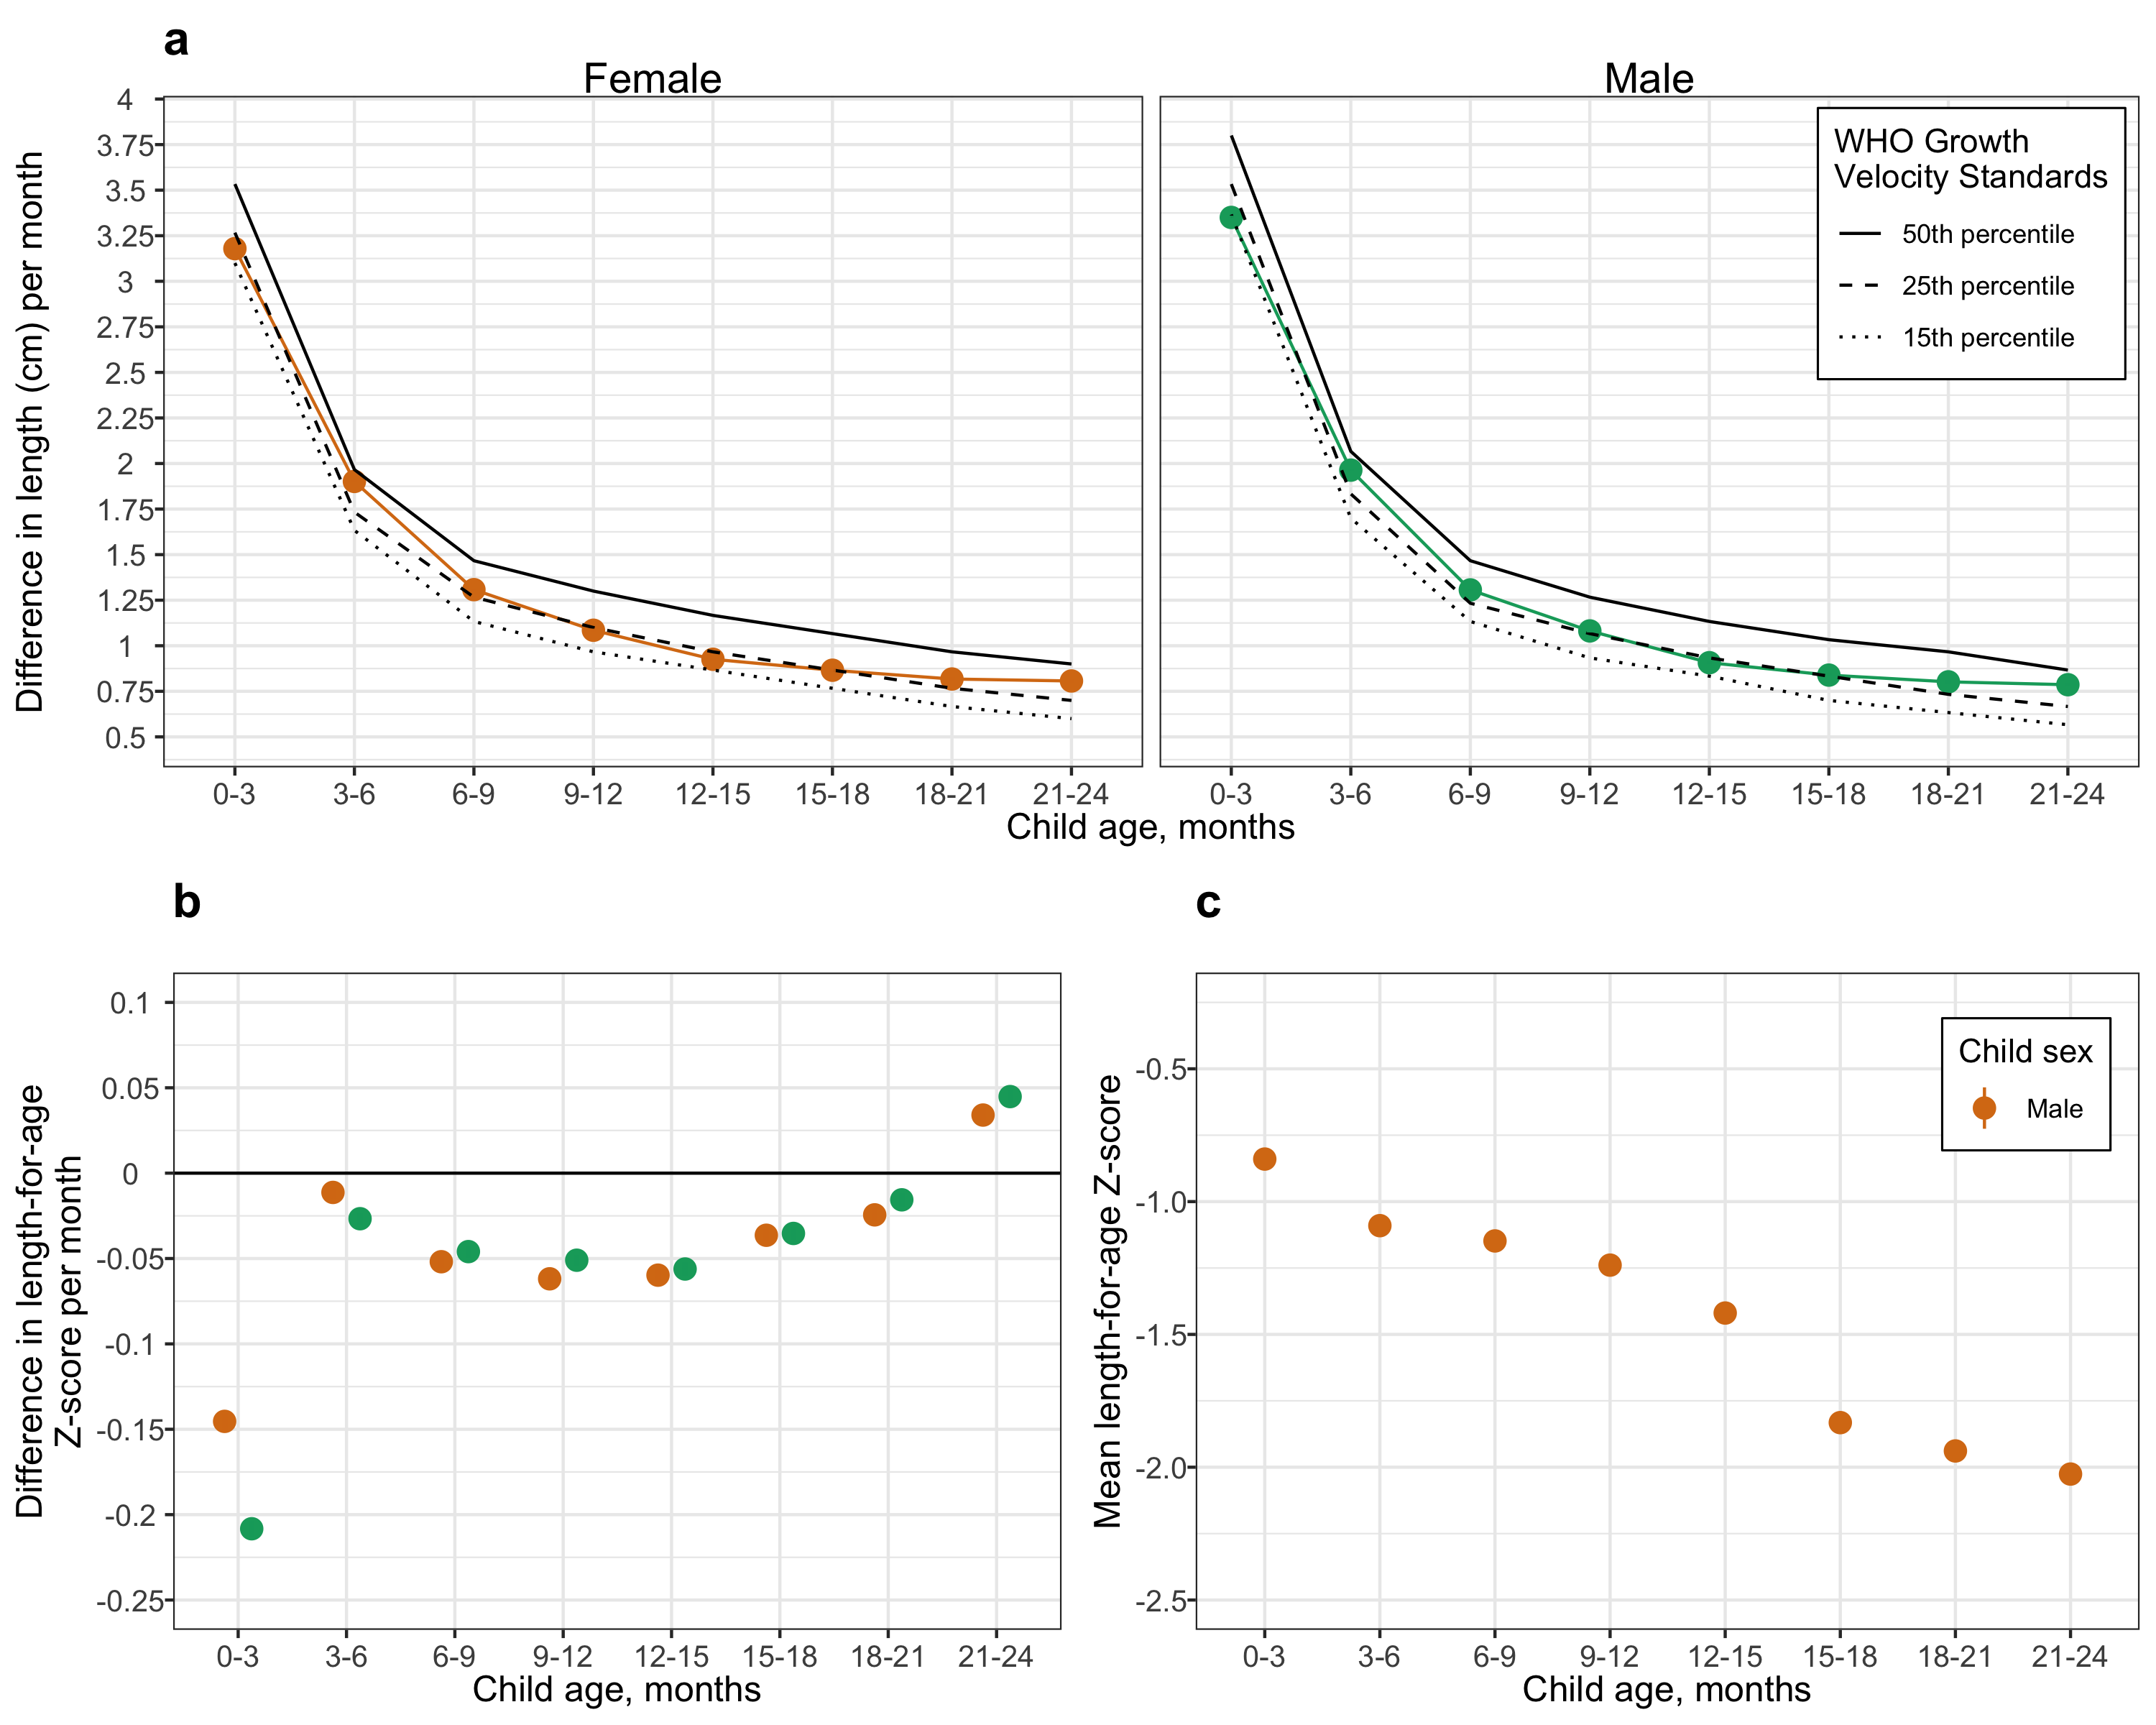 a
Female
Male
Difference in length (cm) per month
4
3.75
3.5
3.25
3
2.75
2.5
2.25
2
1.75
1.5
1.25
1
0.75
0.5
WHO Growth
Velocity Standards
50th percentile
25th percentile
15th percentile
0-3 3-6 6-9 9-12 12-15 15-18 18-21 21-24
0-3 3-6 6-9 9-12 12-15 15-18 18-21 21-24
Child age, months
b
Difference in length-for-age
Z-score per month
0.1
0.05
0
-0.05
-0.1
-0.15
-0.2
-0.25
0-3 3-6 6-9 9-12 12-15 15-18 18-21 21-24
Child age, months
c
Mean length-for-age Z-score
-0.5
-1.0
-1.5
-2.0
-2.5
Child sex
Male
0-3 3-6 6-9 9-12 12-15 15-18 18-21 21-24
Child age, months